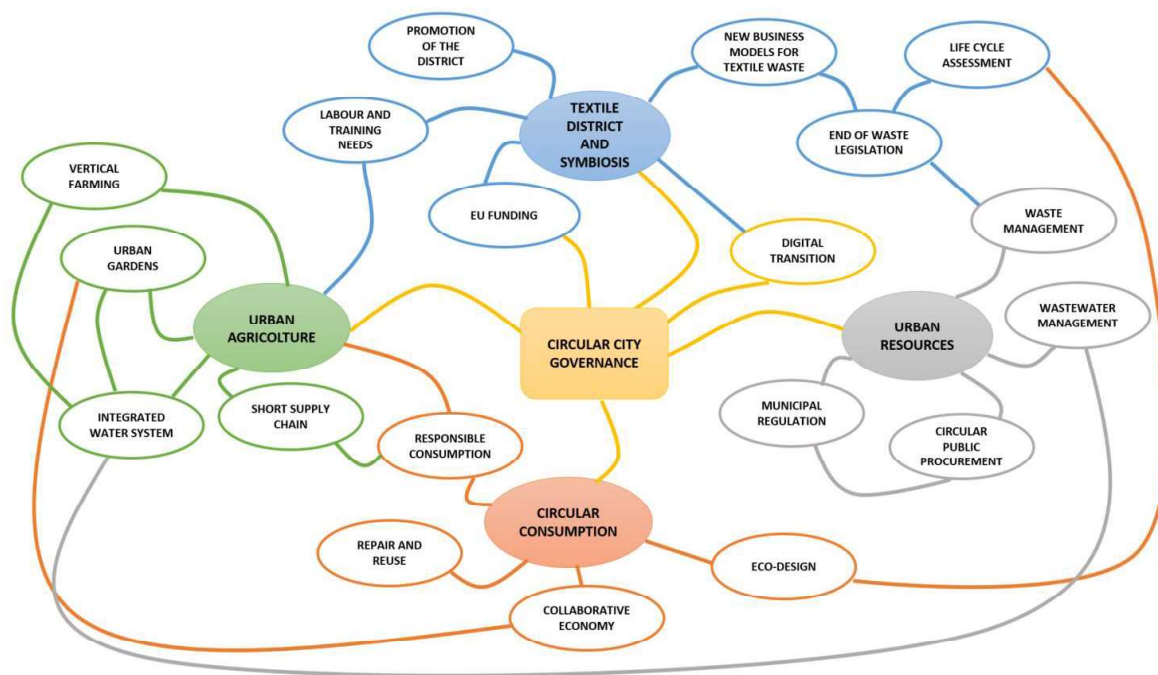 PROMOTION
OF THE
DISTRICT
NEW BUSINESS
MODELS FOR
TEXTILE WASTE
LIFE CYCLE
ASSESSMENT
LABOUR AND
TRAINING
NEEDS
TEXTILE
DISTRICT
AND
SYMBIOSIS
END OF WASTE
LEGISLATION
VERTICAL
FARMING
EU FUNDING
WASTE
MANAGEMENT
URBAN
GARDENS
DIGITAL
TRANSITION
URBAN
AGRICOLTURE
CIRCULAR CITY
GOVERNANCE
URBAN
RESOURCES
WASTEWATER
MANAGEMENT
INTEGRATED
WATER SYSTEM
SHORT SUPPLY
CHAIN
RESPONSIBLE
CONSUMPTION
MUNICIPAL
REGULATION
CIRCULAR
PUBLIC
PROCUREMENT
CIRCULAR
CONSUMPTION
REPAIR AND
REUSE
ECO-DESIGN
COLLABORATIVE
ECONOMY